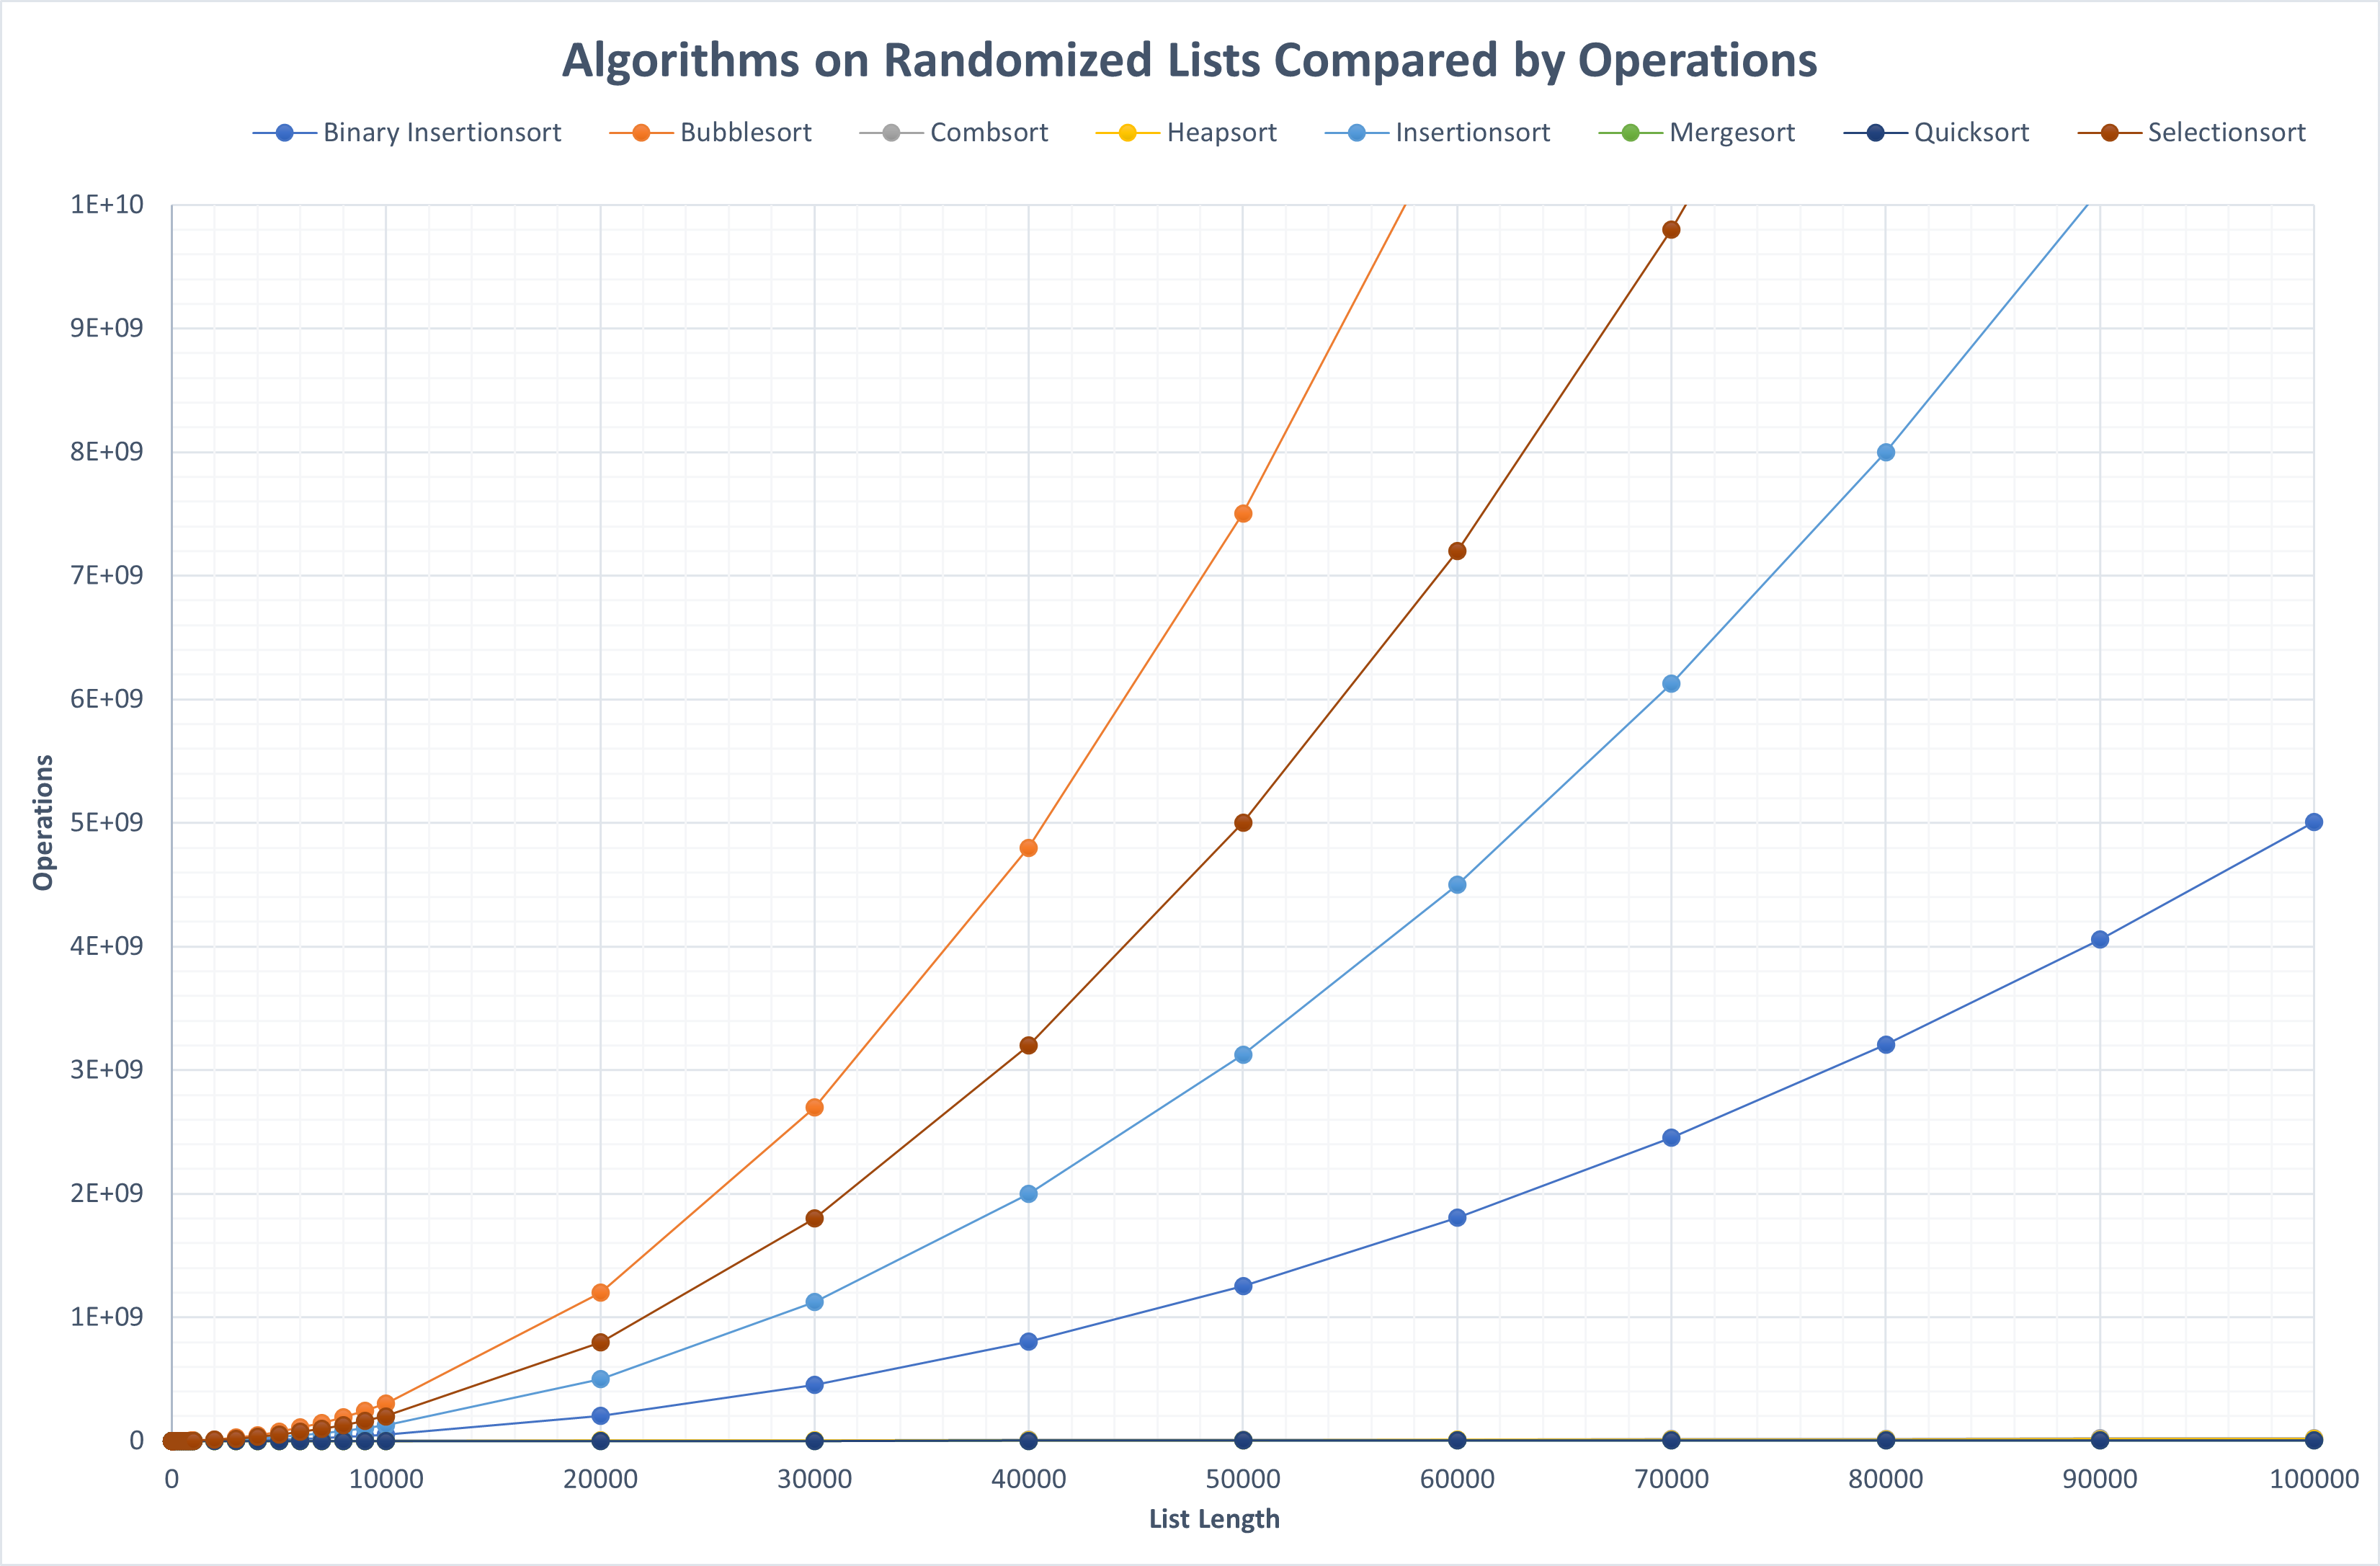 Algorithms on Randomized Lists Compared by Operations
Binary Insertionsort Bubblesort Combsort Heapsort Insertionsort Mergesort Quicksort Selectionsort
1E+10
9E+09
8E+09
7E+09
6E+09
5E+09
4E+09
3E+09
2E+09
1E+09
0
Operations
0 10000 20000 30000 40000 50000 60000 70000 80000 90000 100000
List Length